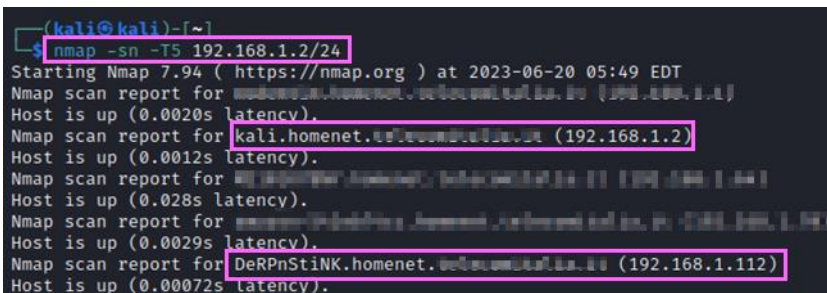 (kali㉿kali)-[~]
$ nmap -sn -T5 192.168.1.2/24
Starting Nmap 7.94 ( https://nmap.org ) at 2023-06-20 05:49 EDT
Nmap scan report for
Host is up (0.0020s latency).
Nmap scan report for kali.homenet. (192.168.1.2)
Host is up (0.0012s latency).
Nmap scan report for
Host is up (0.028s latency).
Nmap scan report for
Host is up (0.0029s latency).
Nmap scan report for DeRPnStiNK.homenet. (192.168.1.112)
Host is up (0.00072s latency).